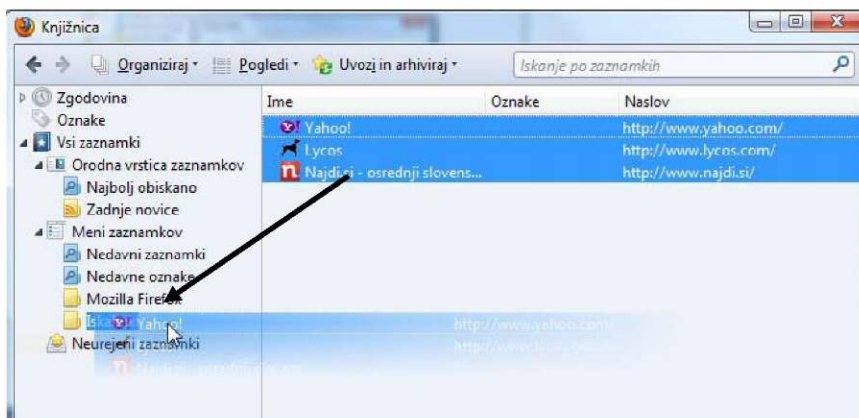 Knjižnica
Organiziraj Pogledi Uvozi in arhiviraj Iskanje po zaznamkih
Zgodovina
Oznake
Vsi zaznamki
Orodna vrstica zaznamkov
Najbolj obiskano
Zadnje novice
Meni zaznamkov
Nedavni zaznamki
Nedavne oznake
Mozilla Firefox
Neurejeni zaznamki
Ime Oznake Naslov
Yahoo! http://www.yahoo.com/
Lycos http://www.lycos.com/
Najdi.si - osrednji slovens... http://www.najdi.si/
Yahoo! http://www.yahoo.com/